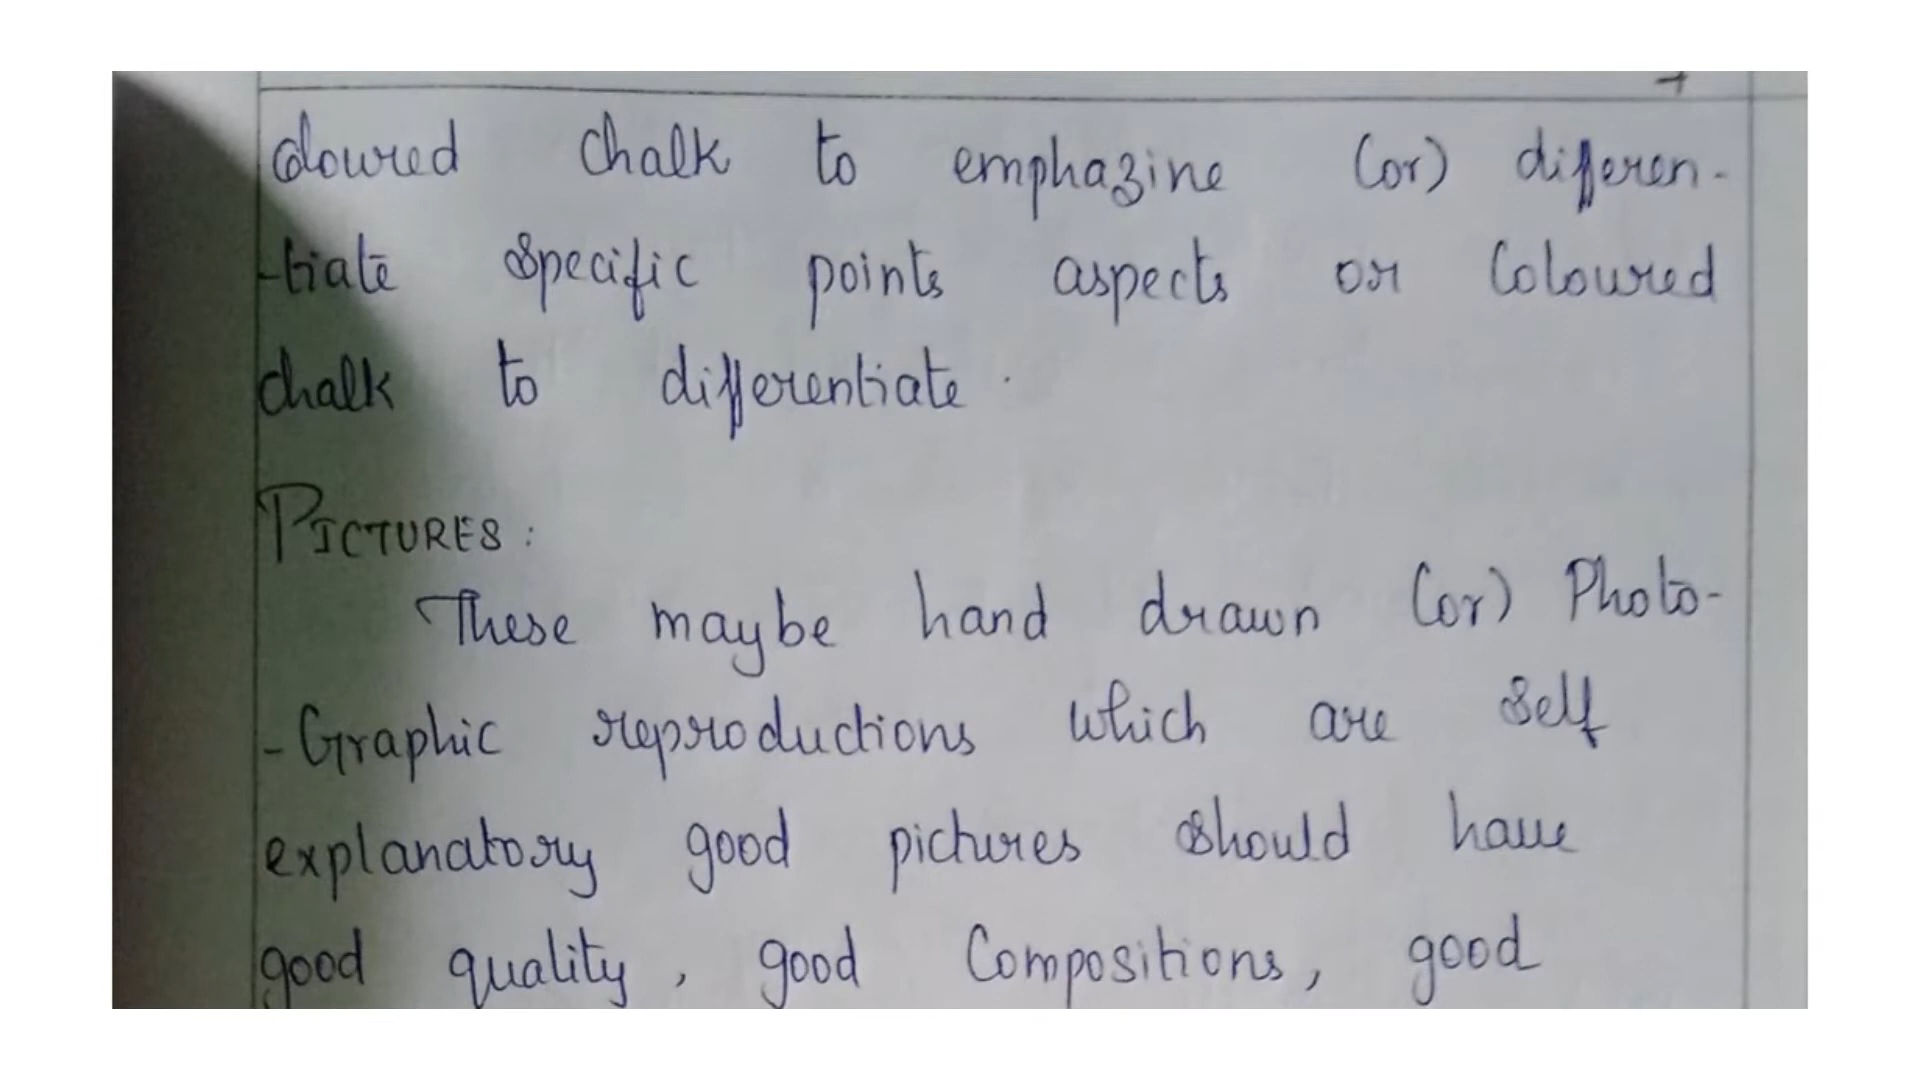 Coloured chalk to emphazine (or) differen-
-tiate specific points aspects or Coloured
chalk to differentiate.
PICTURES:
These maybe hand drawn (or) Photo-
-Graphic reproductions which are self
explanatory good pictures should have
good quality, good Compositions, good